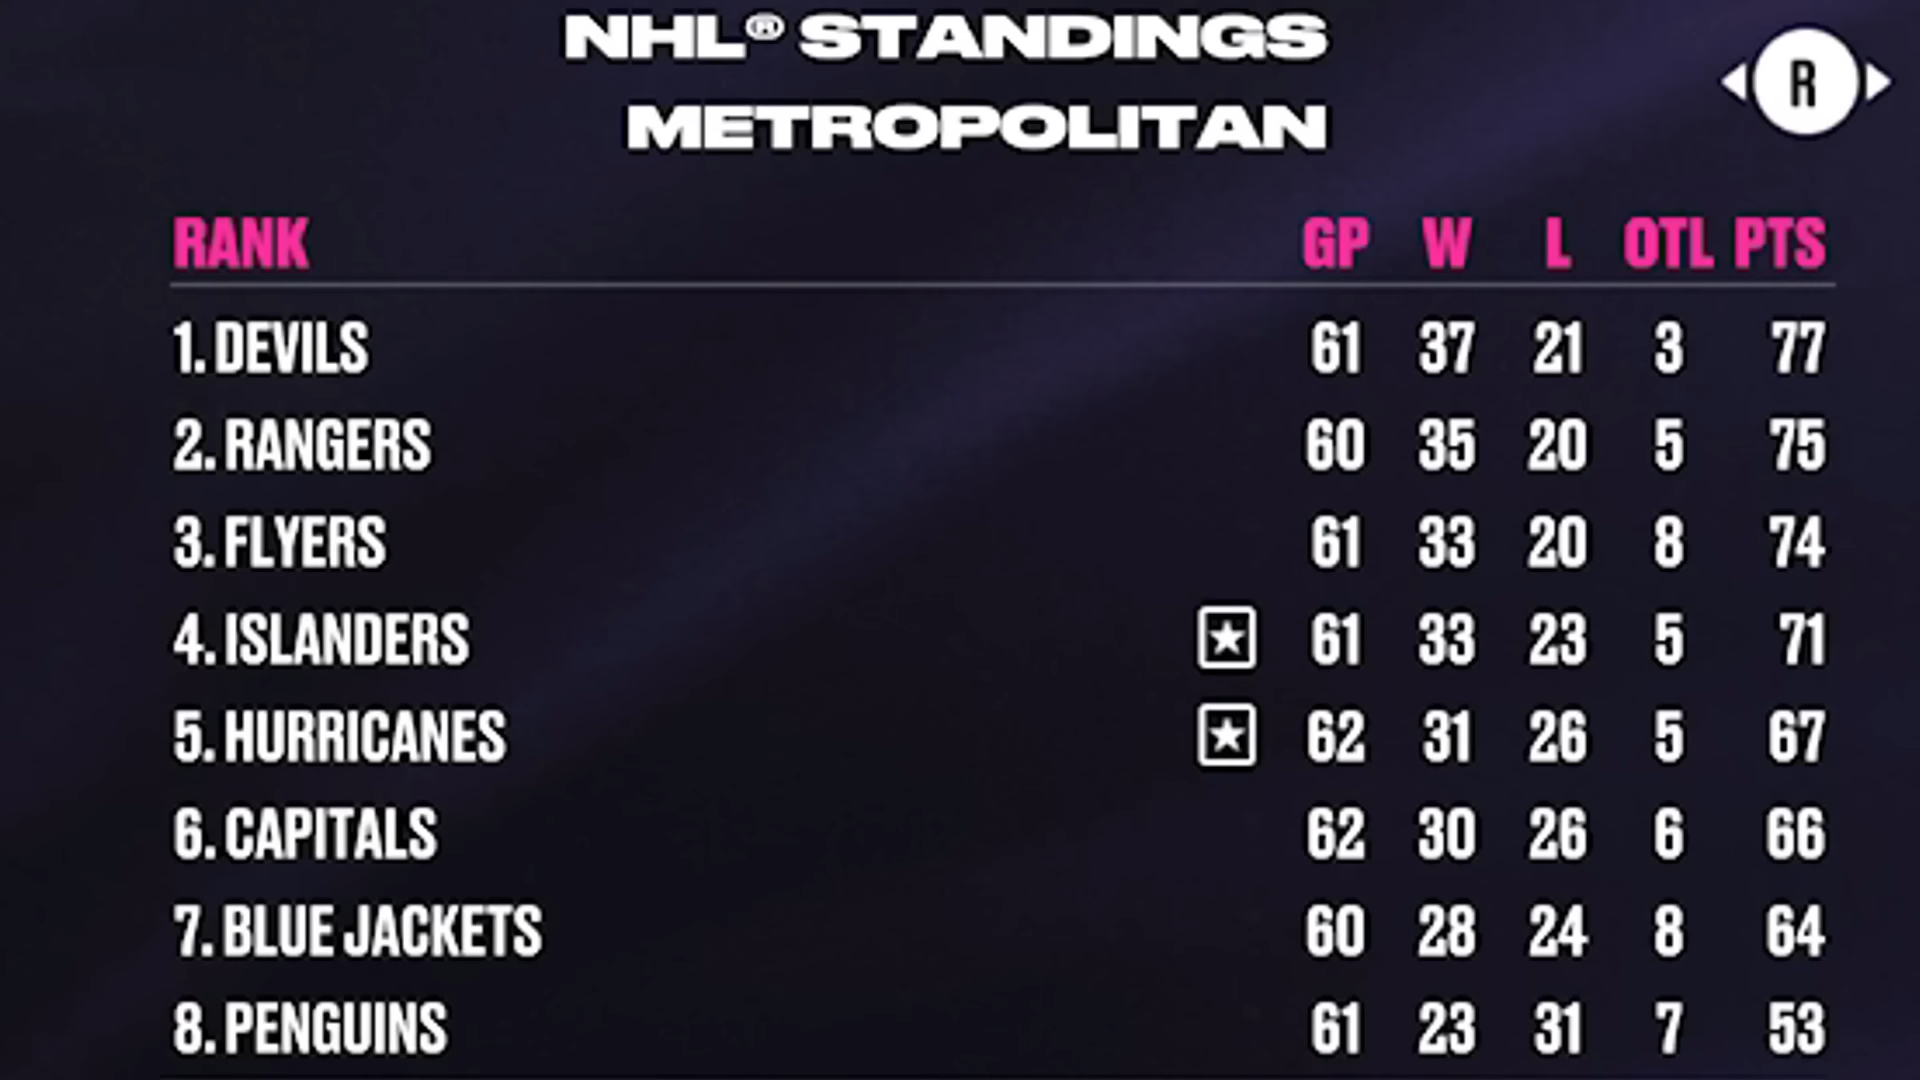 NHL® STANDINGS
METROPOLITAN
R
RANK GP W L OTL PTS
1. DEVILS 61 37 21 3 77
2. RANGERS 60 35 20 5 75
3. FLYERS 61 33 20 8 74
4. ISLANDERS 61 33 23 5 71
5. HURRICANES 62 31 26 5 67
6. CAPITALS 62 30 26 6 66
7. BLUE JACKETS 60 28 24 8 64
8. PENGUINS 61 23 31 7 53